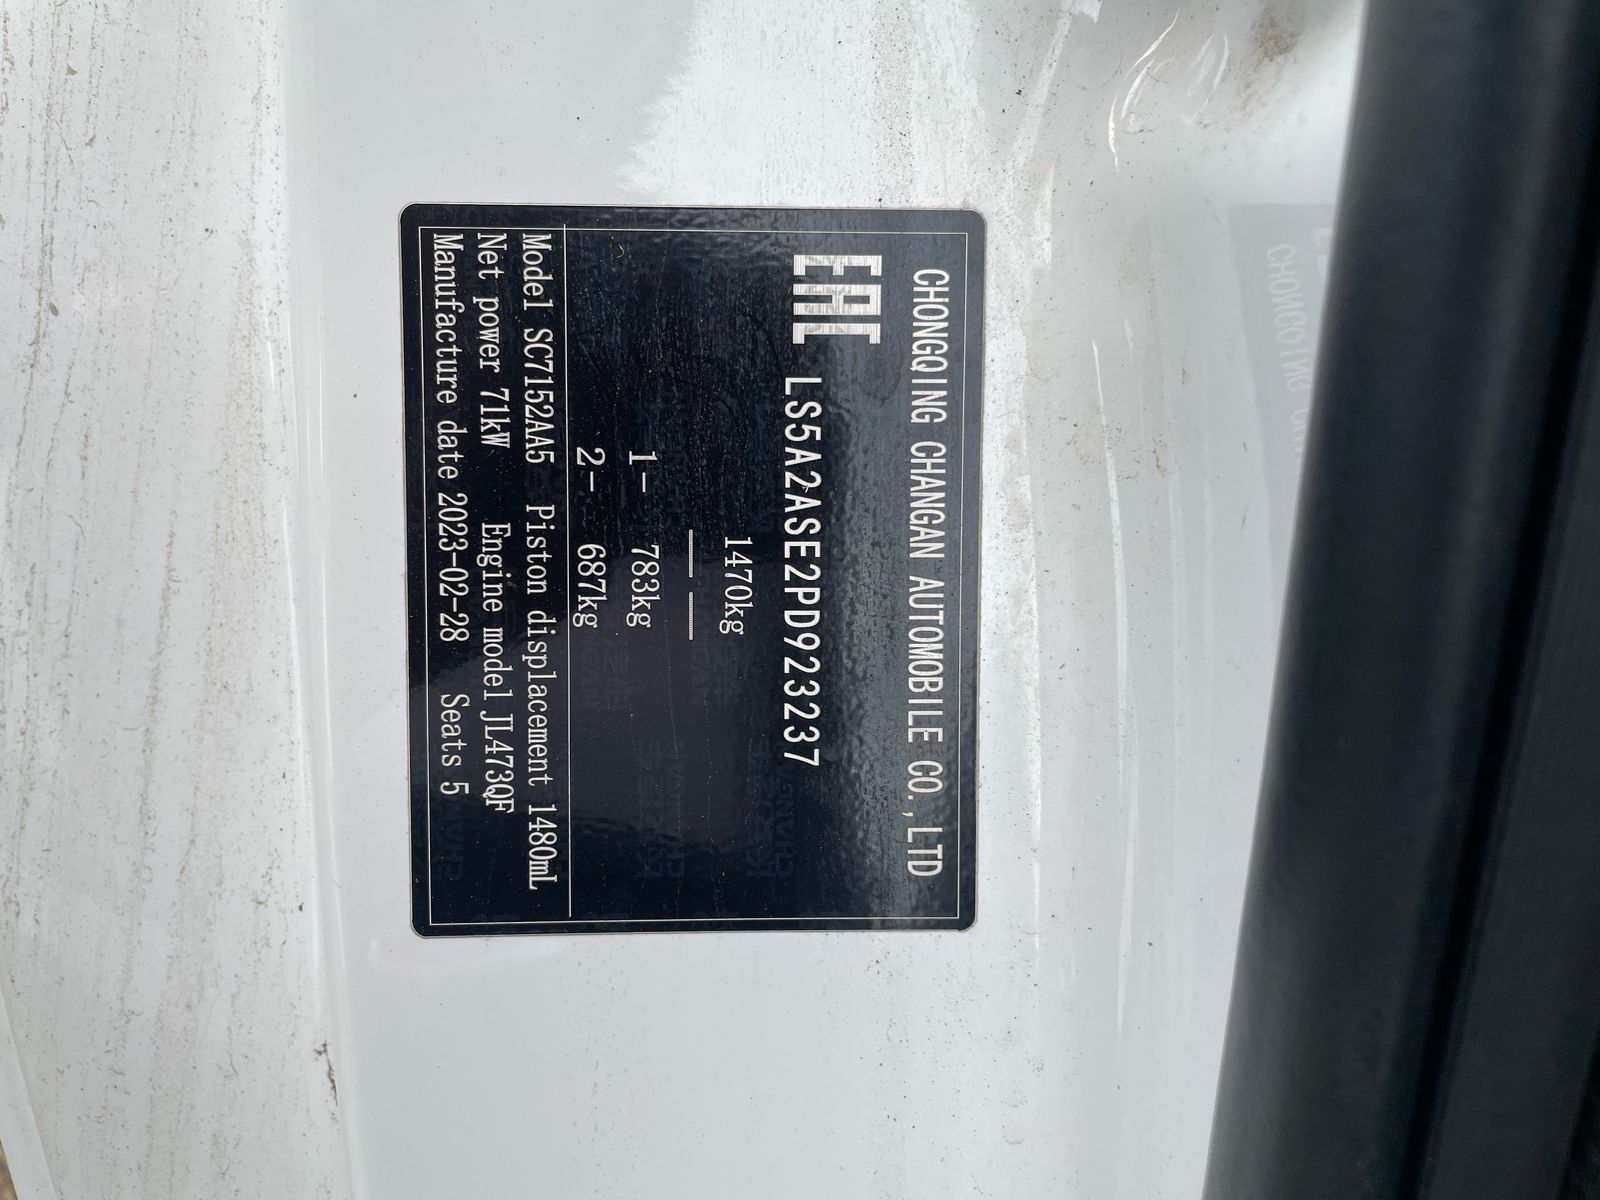 CHONGQING CHANGAN AUTOMOBILE CO.,LTD
EAC LS5A2ASE2PD923237
1470kg
— —
1- 783kg
2- 687kg
Model SC7152AA5 Piston displacement 1480mL
Net power 71kW Engine model JL473QF
Manufacture date 2023-02-28 Seats 5